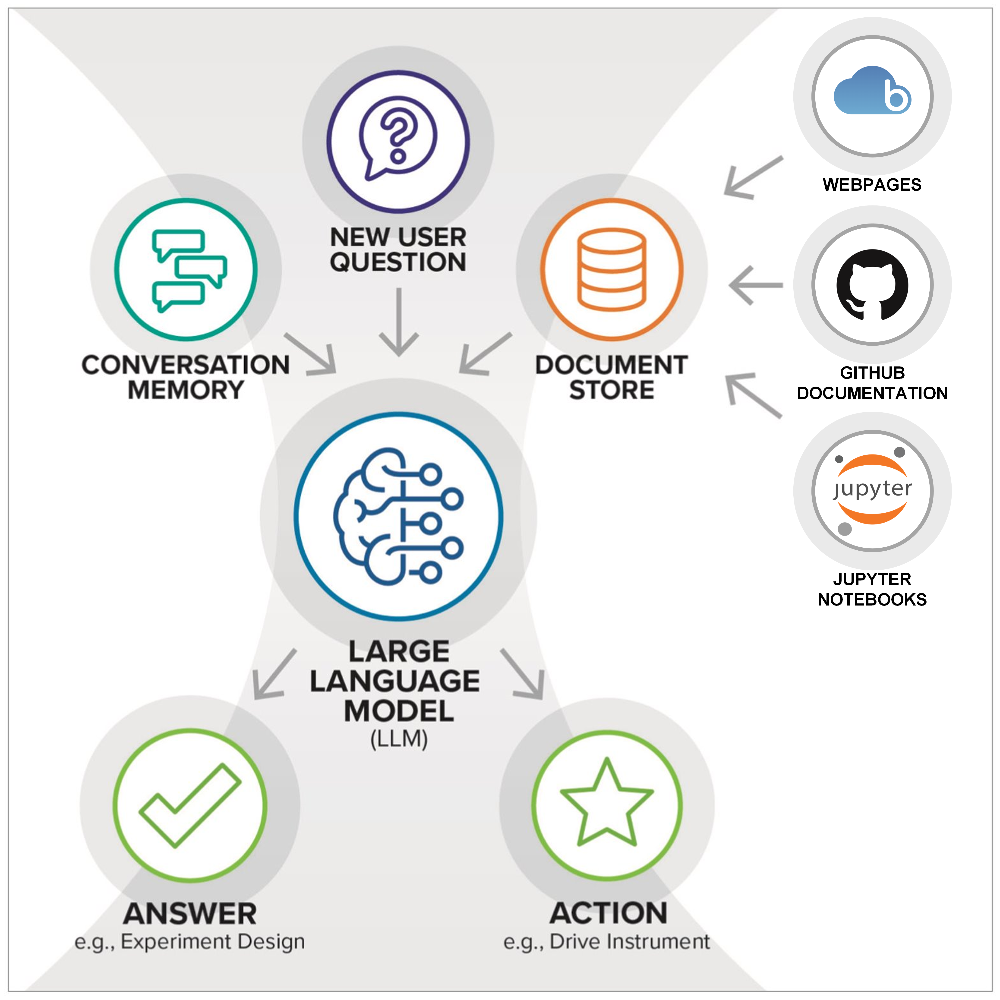 NEW USER
QUESTION
CONVERSATION
MEMORY
DOCUMENT
STORE
b
WEBPAGES
GITHUB
DOCUMENTATION
jupyter
JUPYTER
NOTEBOOKS
LARGE
LANGUAGE
MODEL
(LLM)
ANSWER
e.g., Experiment Design
ACTION
e.g., Drive Instrument